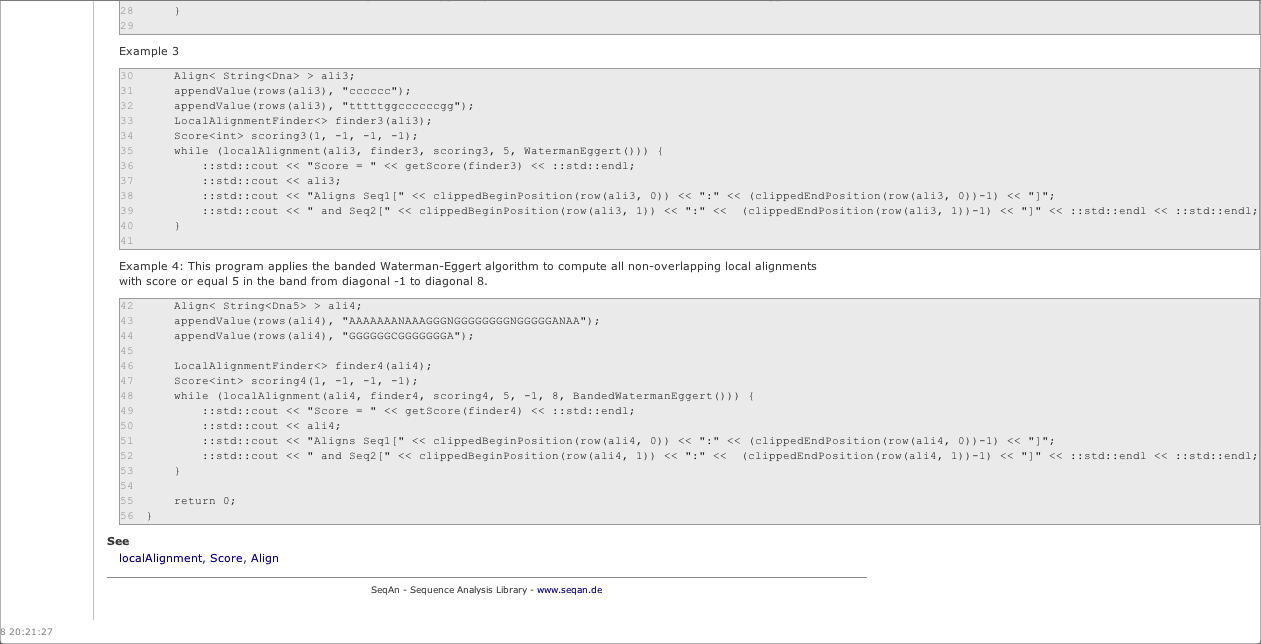 28      }
29
Example 3
30      Align< String<Dna> > ali3;
31      appendValue(rows(ali3), "cccccc");
32      appendValue(rows(ali3), "tttttggccccccgg");
33      LocalAlignmentFinder<> finder3(ali3);
34      Score<int> scoring3(1, -1, -1, -1);
35      while (localAlignment(ali3, finder3, scoring3, 5, WatermanEggert())) {
36          ::std::cout << "Score = " << getScore(finder3) << ::std::endl;
37          ::std::cout << ali3;
38          ::std::cout << "Aligns Seq1[" << clippedBeginPosition(row(ali3, 0)) << ":" << (clippedEndPosition(row(ali3, 0))-1) << "]";
39          ::std::cout << " and Seq2[" << clippedBeginPosition(row(ali3, 1)) << ":" <<  (clippedEndPosition(row(ali3, 1))-1) << "]" << ::std::endl << ::std::endl;
40      }
41
Example 4: This program applies the banded Waterman-Eggert algorithm to compute all non-overlapping local alignments
with score or equal 5 in the band from diagonal -1 to diagonal 8.
42      Align< String<Dna5> > ali4;
43      appendValue(rows(ali4), "AAAAAAANAAAGGGNGGGGGGGGNGGGGGANAA");
44      appendValue(rows(ali4), "GGGGGGCGGGGGGGA");
45
46      LocalAlignmentFinder<> finder4(ali4);
47      Score<int> scoring4(1, -1, -1, -1);
48      while (localAlignment(ali4, finder4, scoring4, 5, -1, 8, BandedWatermanEggert())) {
49          ::std::cout << "Score = " << getScore(finder4) << ::std::endl;
50          ::std::cout << ali4;
51          ::std::cout << "Aligns Seq1[" << clippedBeginPosition(row(ali4, 0)) << ":" << (clippedEndPosition(row(ali4, 0))-1) << "]";
52          ::std::cout << " and Seq2[" << clippedBeginPosition(row(ali4, 1)) << ":" <<  (clippedEndPosition(row(ali4, 1))-1) << "]" << ::std::endl << ::std::endl;
53      }
54
55      return 0;
56  }
See
localAlignment, Score, Align
SeqAn - Sequence Analysis Library - www.seqan.de
8 20:21:27